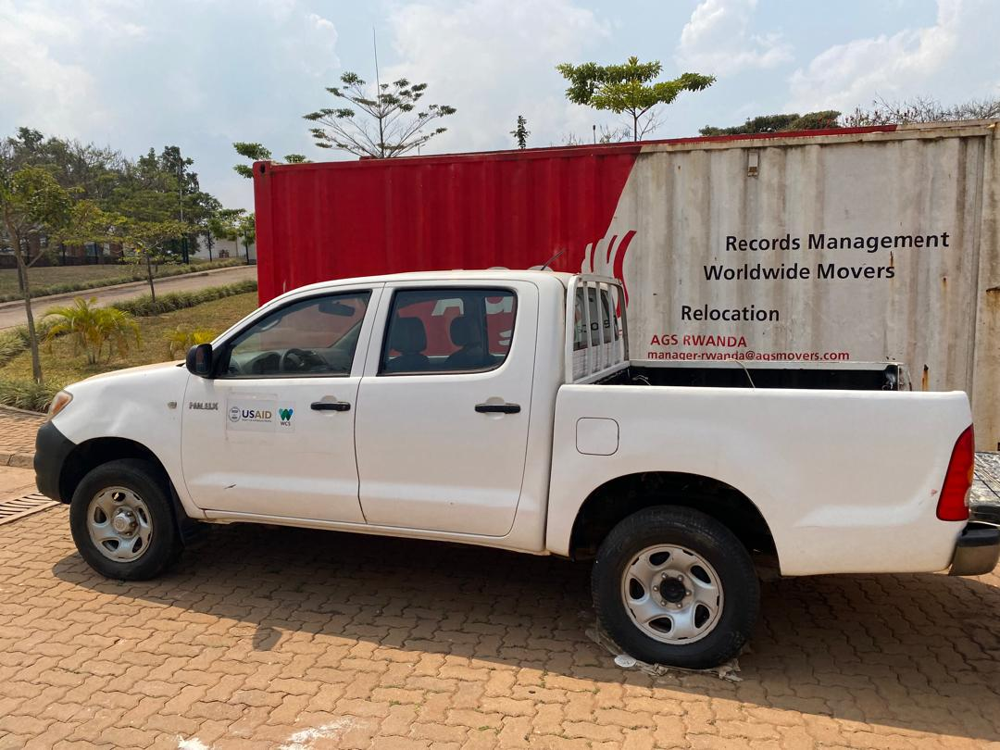 Records Management
Worldwide Movers
Relocation
AGS RWANDA
manager-rwanda@agsmovers.com
HILUX
USAID
WCS